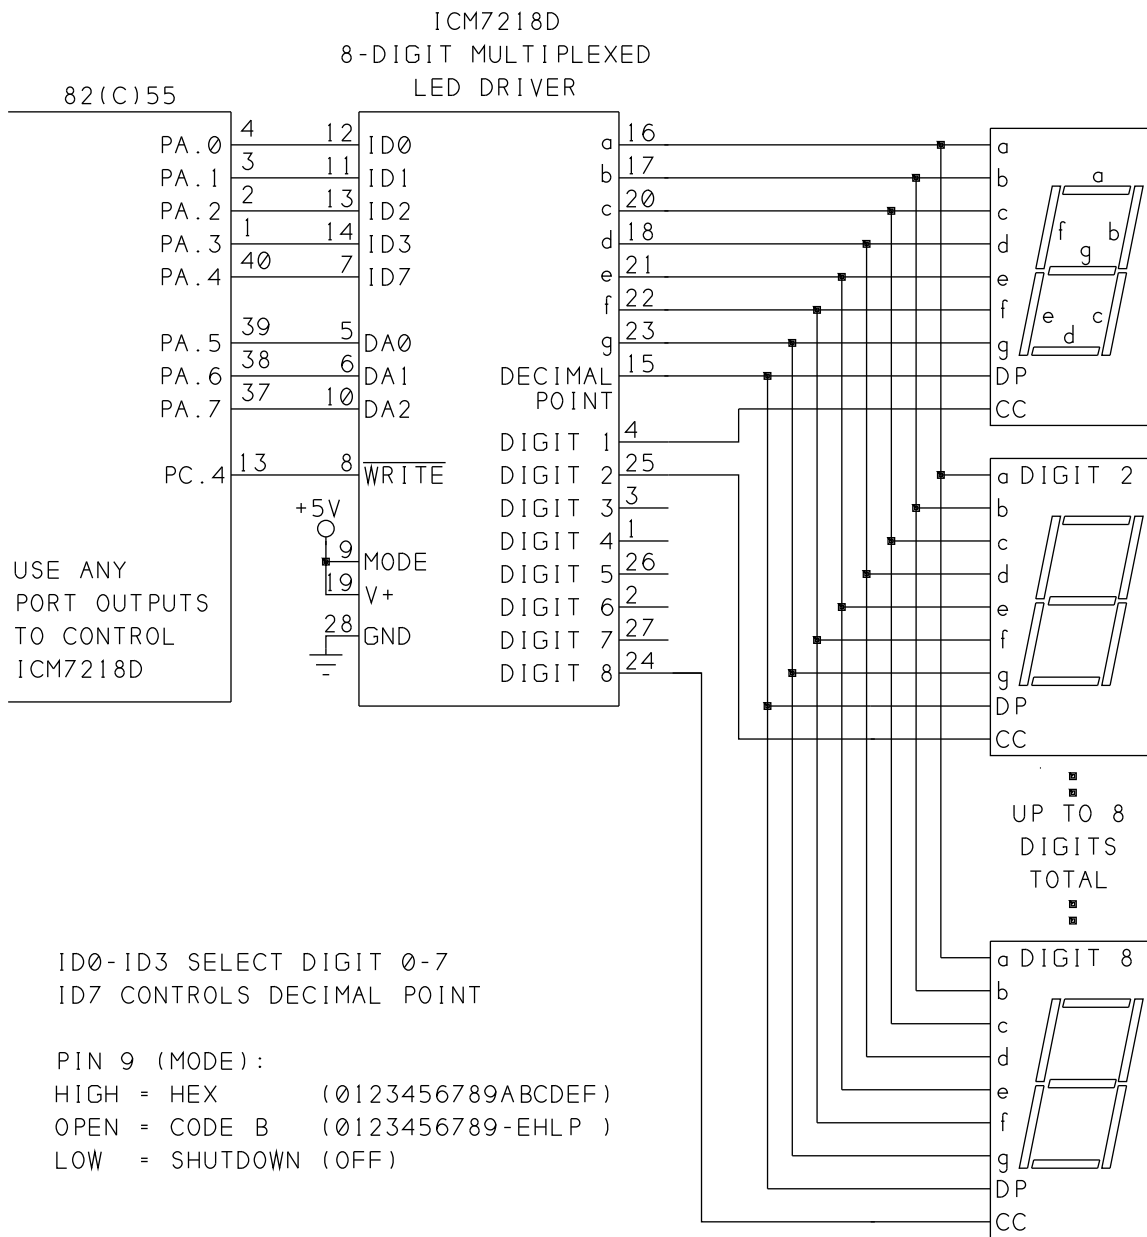 ICM7218D
8-DIGIT MULTIPLEXED
LED DRIVER
82(C)55
PA.0 4 12 ID0 a 16 a
PA.1 3 11 ID1 b 17 b
PA.2 2 13 ID2 c 20 c
PA.3 1 14 ID3 d 18 d
PA.4 40 7 ID7 e 21 e
f 22 f
PA.5 39 5 DA0 g 23 g
PA.6 38 6 DA1 DECIMAL POINT 15 DP
PA.7 37 10 DA2 CC
a
f b
g
e c
d
DIGIT 1 4
PC.4 13 8 WRITE DIGIT 2 25 a DIGIT 2
+5V DIGIT 3 3 b
DIGIT 4 1 c
9 MODE DIGIT 5 26 d
19 V+ DIGIT 6 2 e
28 GND DIGIT 7 27 f
DIGIT 8 24 g
DP
CC
USE ANY
PORT OUTPUTS
TO CONTROL
ICM7218D
UP TO 8
DIGITS
TOTAL
a DIGIT 8
b
c
d
e
f
g
DP
CC
ID0-ID3 SELECT DIGIT 0-7
ID7 CONTROLS DECIMAL POINT
PIN 9 (MODE):
HIGH = HEX (0123456789ABCDEF)
OPEN = CODE B (0123456789-EHLP )
LOW = SHUTDOWN (OFF)